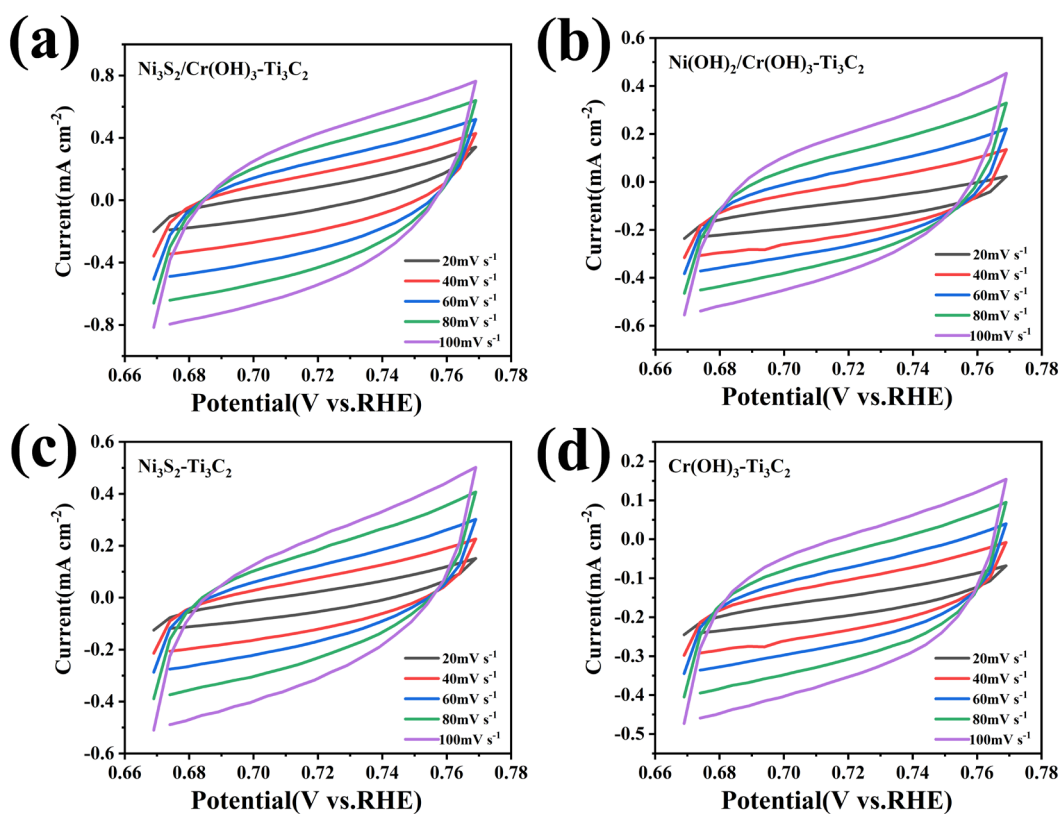 (a)
Ni₃S₂/Cr(OH)₃-Ti₃C₂
Current(mA cm⁻²)
0.8
0.4
0.0
-0.4
-0.8
20mV s⁻¹
40mV s⁻¹
60mV s⁻¹
80mV s⁻¹
100mV s⁻¹
0.66 0.68 0.70 0.72 0.74 0.76 0.78
Potential(V vs.RHE)
(b)
Ni(OH)₂/Cr(OH)₃-Ti₃C₂
Current(mA cm⁻²)
0.6
0.4
0.2
0.0
-0.2
-0.4
-0.6
20mV s⁻¹
40mV s⁻¹
60mV s⁻¹
80mV s⁻¹
100mV s⁻¹
0.66 0.68 0.70 0.72 0.74 0.76 0.78
Potential(V vs.RHE)
(c)
Ni₃S₂-Ti₃C₂
Current(mA cm⁻²)
0.6
0.4
0.2
0.0
-0.2
-0.4
-0.6
20mV s⁻¹
40mV s⁻¹
60mV s⁻¹
80mV s⁻¹
100mV s⁻¹
0.66 0.68 0.70 0.72 0.74 0.76 0.78
Potential(V vs.RHE)
(d)
Cr(OH)₃-Ti₃C₂
Current(mA cm⁻²)
0.2
0.1
0.0
-0.1
-0.2
-0.3
-0.4
-0.5
20mV s⁻¹
40mV s⁻¹
60mV s⁻¹
80mV s⁻¹
100mV s⁻¹
0.66 0.68 0.70 0.72 0.74 0.76 0.78
Potential(V vs.RHE)